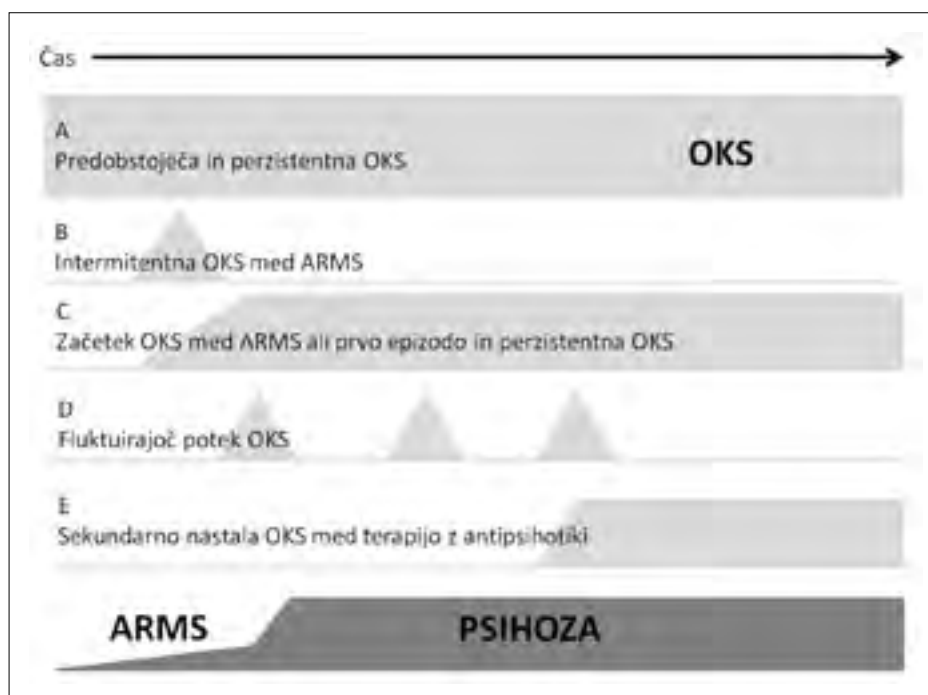 Čas
A
Predobstoječa in perzistentna OKS
OKS
B
Intermitentna OKS med ARMS
C
Začetek OKS med ARMS ali prvo epizodo in perzistentna OKS
D
Fluktuirajoč potek OKS
E
Sekundarno nastala OKS med terapijo z antipsihotiki
ARMS
PSIHOZA